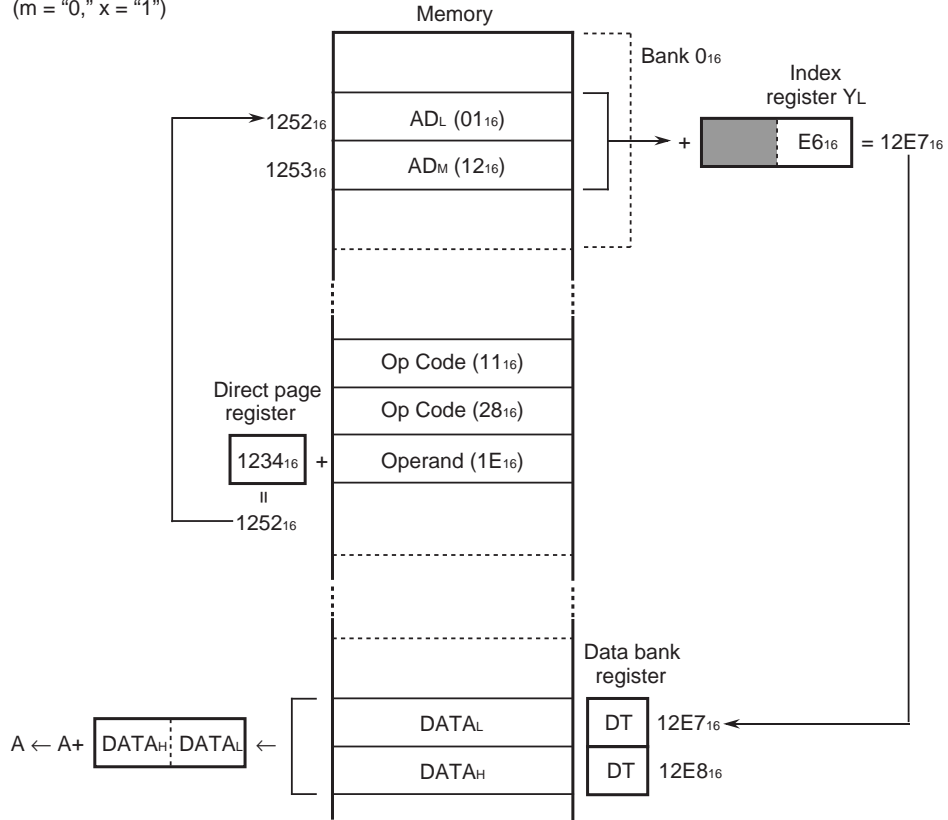 (m = “0,” x = “1”)
Memory
Bank 0₁₆
Index
register YL
1252₁₆
ADL (01₁₆)
+
E6₁₆
= 12E7₁₆
1253₁₆
ADM (12₁₆)
Op Code (11₁₆)
Direct page
register
Op Code (28₁₆)
1234₁₆
+
Operand (1E₁₆)
=
1252₁₆
Data bank
register
DATAL
DT
12E7₁₆
A ← A+
DATAH
DATAL
←
DATAH
DT
12E8₁₆